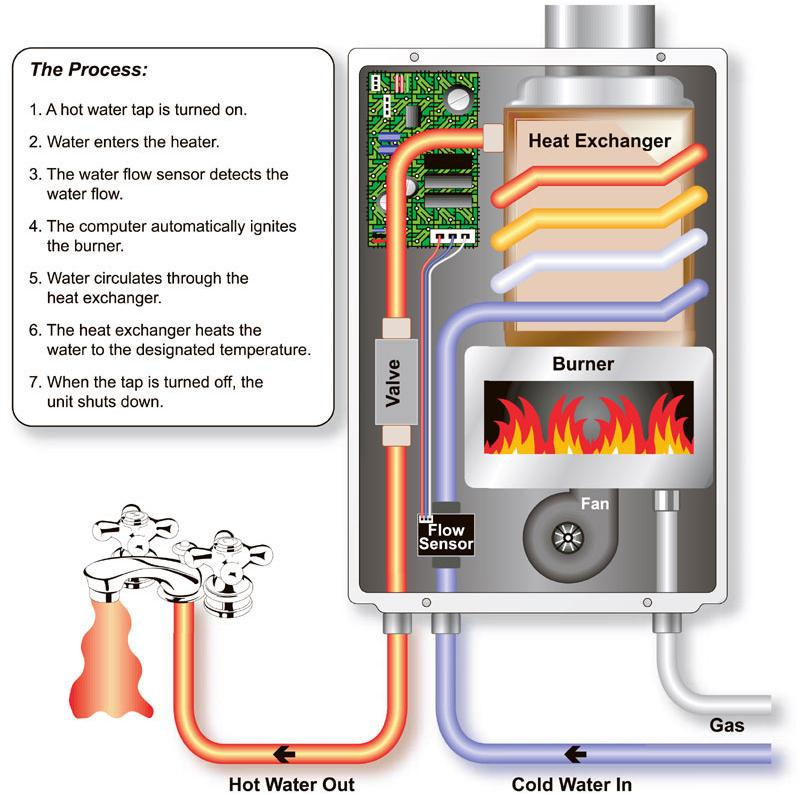 The Process:
1. A hot water tap is turned on.
2. Water enters the heater.
3. The water flow sensor detects the
water flow.
4. The computer automatically ignites
the burner.
5. Water circulates through the
heat exchanger.
6. The heat exchanger heats the
water to the designated temperature.
7. When the tap is turned off, the
unit shuts down.
Heat Exchanger
Valve
Burner
Fan
Flow
Sensor
Gas
Hot Water Out
Cold Water In